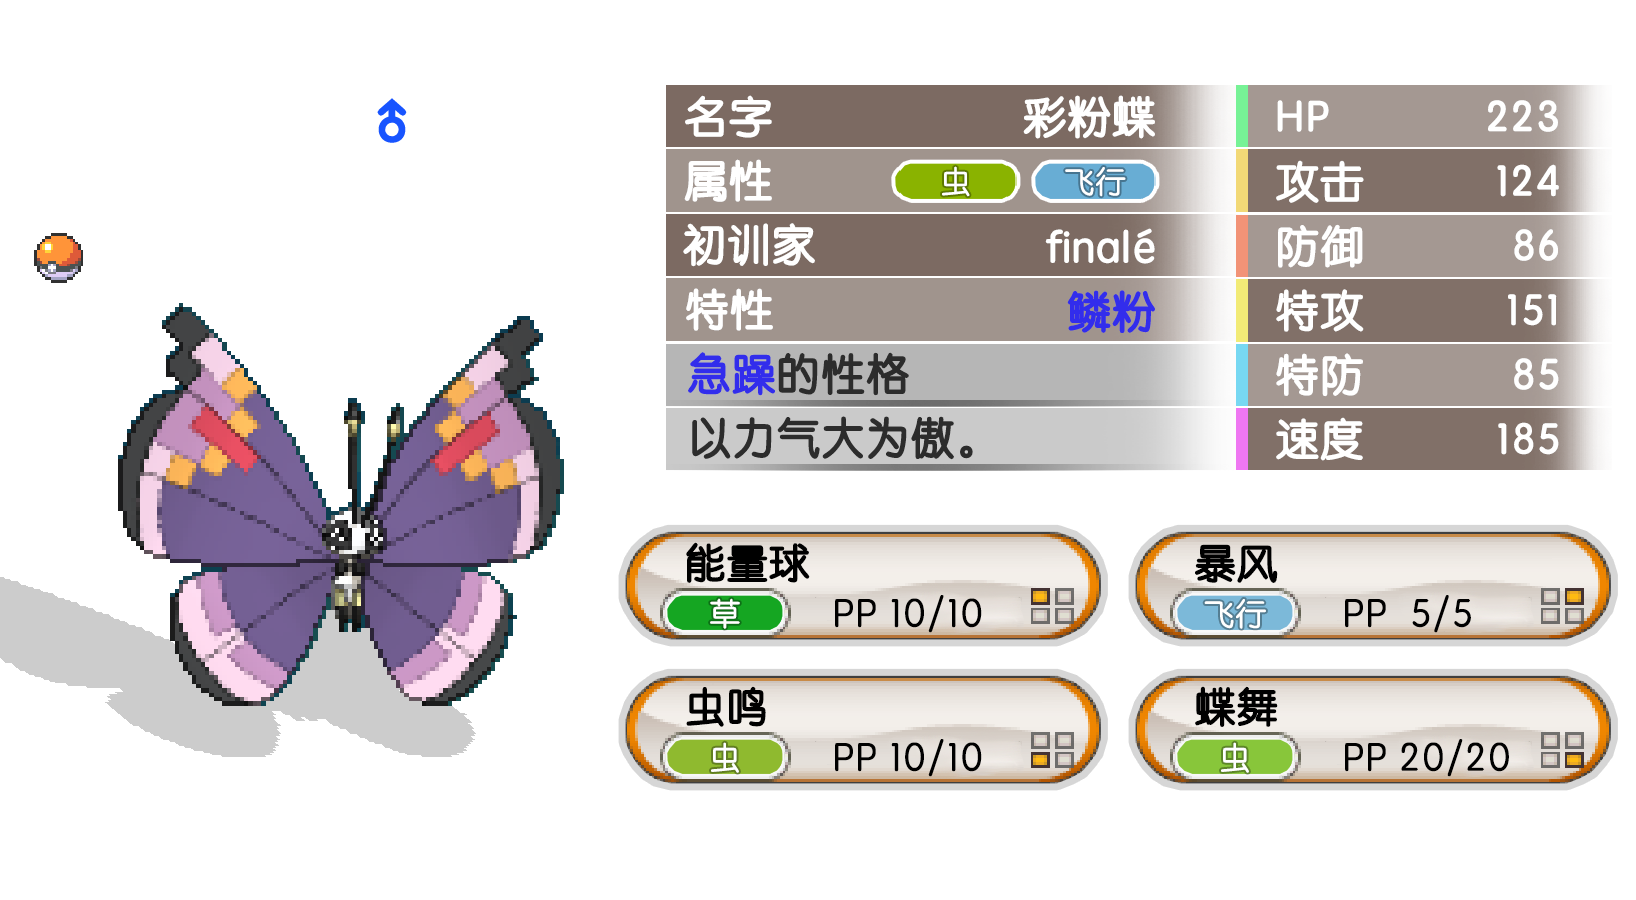 ♂
名字 彩粉蝶
属性 虫 飞行
初训家 finalé
特性 鳞粉
急躁的性格
以力气大为傲。
HP 223
攻击 124
防御 86
特攻 151
特防 85
速度 185
能量球
草 PP 10/10
暴风
飞行 PP 5/5
虫鸣
虫 PP 10/10
蝶舞
虫 PP 20/20